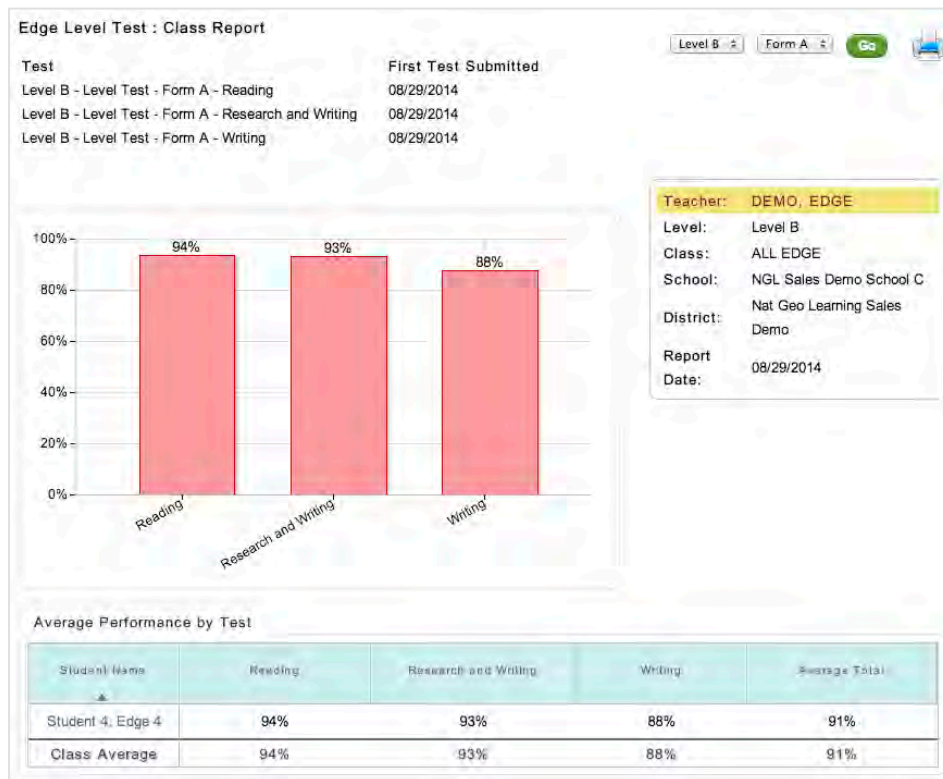 Edge Level Test : Class Report
Level B Form A Go
Test First Test Submitted
Level B - Level Test - Form A - Reading 08/29/2014
Level B - Level Test - Form A - Research and Writing 08/29/2014
Level B - Level Test - Form A - Writing 08/29/2014
Teacher: DEMO, EDGE
Level: Level B
Class: ALL EDGE
School: NGL Sales Demo School C
District: Nat Geo Learning Sales
Demo
Report
Date: 08/29/2014
100%
80%
60%
40%
20%
0%
94%
93%
88%
Reading
Research and Writing
Writing
Average Performance by Test
Student Name Reading Research and Writing Writing Average Total
Student 4, Edge 4 94% 93% 88% 91%
Class Average 94% 93% 88% 91%